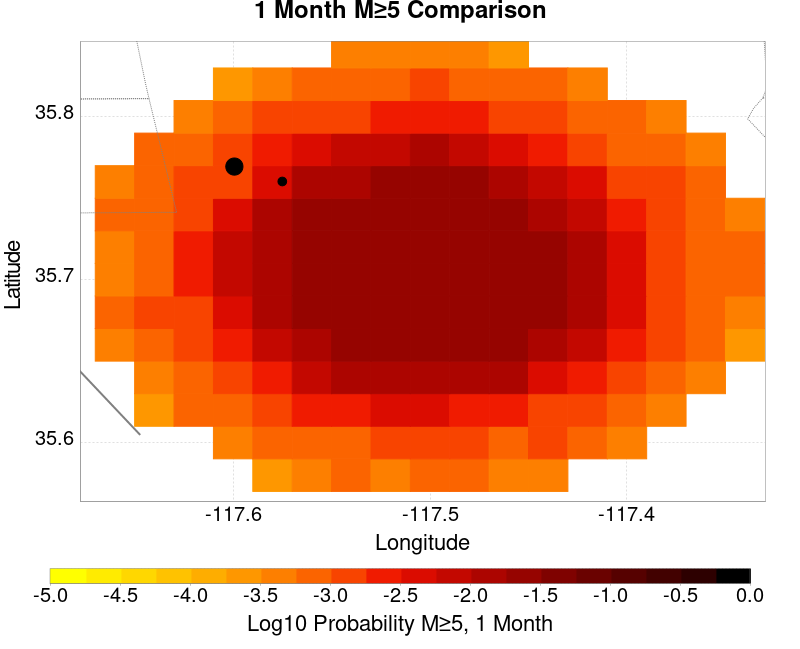 1 Month M≥5 Comparison
35.8
35.7
35.6
Latitude
-117.6 -117.5 -117.4
Longitude
-5.0 -4.5 -4.0 -3.5 -3.0 -2.5 -2.0 -1.5 -1.0 -0.5 0.0
Log10 Probability M≥5, 1 Month